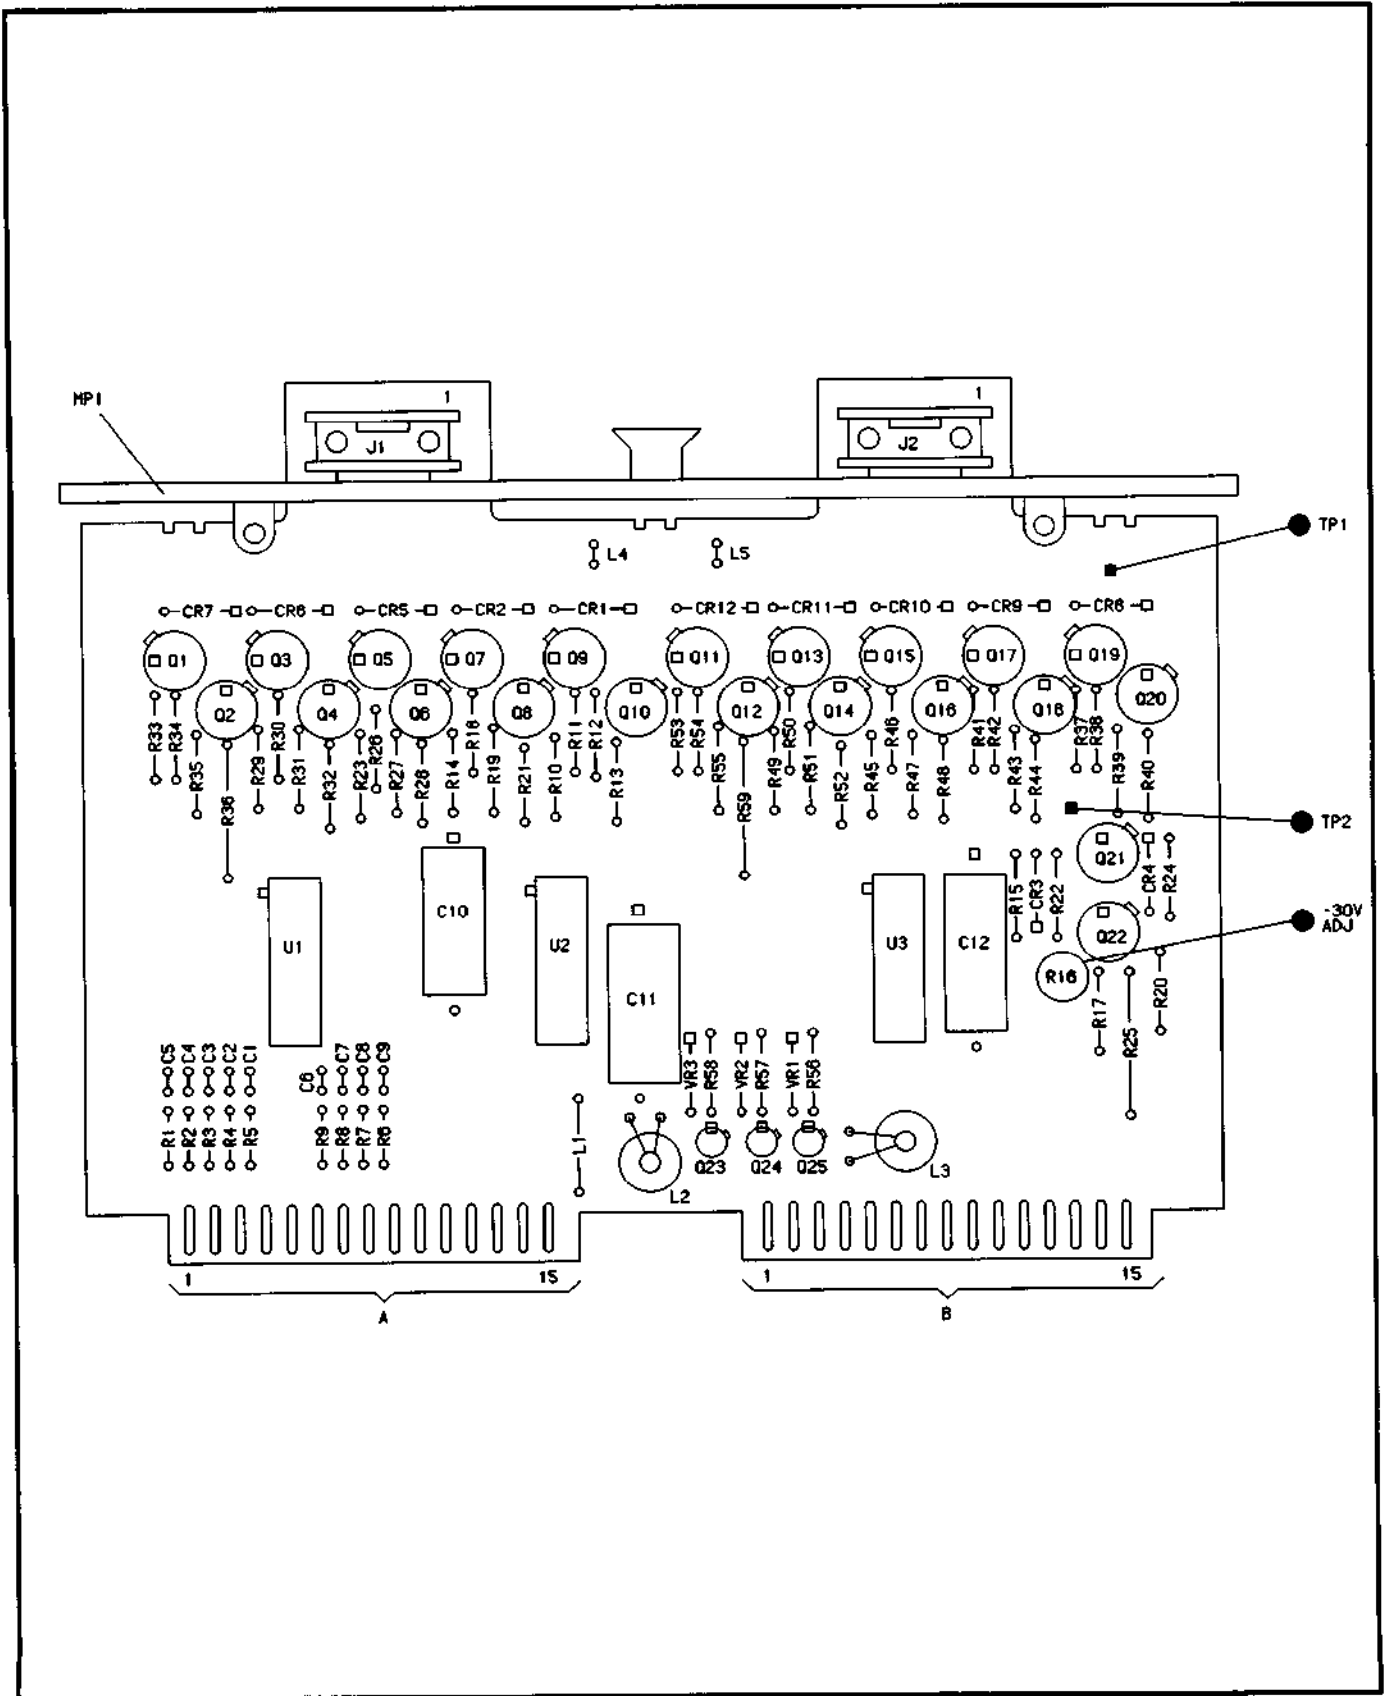 MP1
1
J1
1
J2
TP1
L4
L5
CR7 CR8 CR5 CR2 CR1 CR12 CR11 CR10 CR9 CR6
Q1 Q3 Q5 Q7 Q9 Q11 Q13 Q15 Q17 Q19
Q2 Q4 Q6 Q8 Q10 Q12 Q14 Q16 Q18 Q20
R33 R34 R35 R36 R29 R30 R31 R32 R23 R26 R27 R28 R14 R18 R19 R21 R10 R11 R12 R13 R53 R54 R55 R59 R49 R50 R51 R52 R45 R46 R47 R48 R41 R42 R43 R44 R37 R38 R39 R40
TP2
Q21
CR4 R24
R15 CR3 R22
-30V
ADJ
Q22
R16
C10
U1
U2
U3
C12
C11
R17 R25 R20
C5 C4 C3 C2 C1
C6 C7 C8 C9
VR3 R58 VR2 R57 VR1 R56
R1 R2 R3 R4 R5
R9 R8 R7 R6
L1
Q23 Q24 Q25
L2
L3
1 15
1 15
A
B